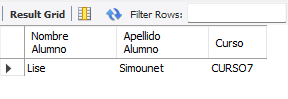 Result Grid Filter Rows:
Nombre Apellido Curso
Alumno Alumno
Lise Simounet CURSO7